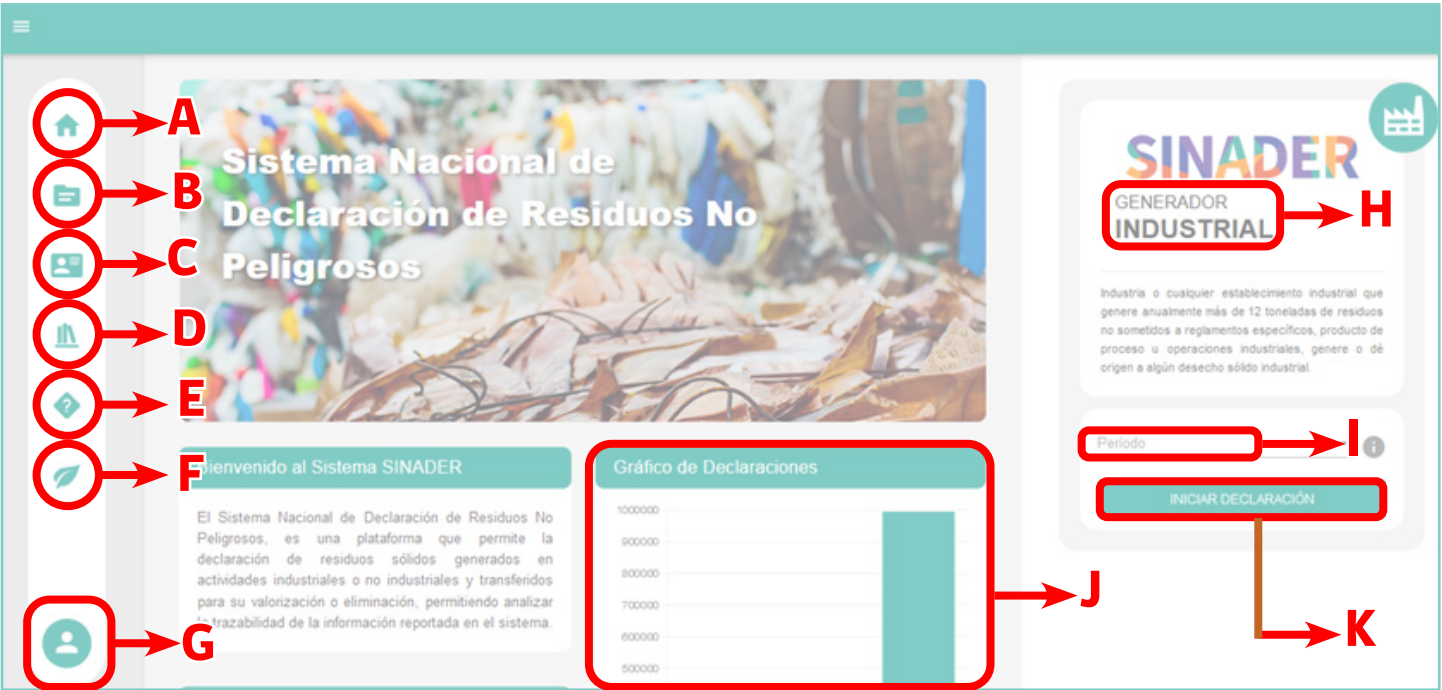 A
B
C
D
E
F
G
Sistema Nacional de
Declaración de Residuos No
Peligrosos
Bienvenido al Sistema SINADER
El Sistema Nacional de Declaración de Residuos No
Peligrosos, es una plataforma que permite la
declaración de residuos sólidos generados en
actividades industriales o no industriales y transferidos
para su valorización o eliminación, permitiendo analizar
la trazabilidad de la información reportada en el sistema.
Gráfico de Declaraciones
1000000
900000
800000
700000
600000
500000
J
SINADER
GENERADOR
INDUSTRIAL
H
Industria o cualquier establecimiento industrial que
genere anualmente más de 12 toneladas de residuos
no sometidos a reglamentos específicos, producto de
proceso u operaciones industriales, genere o dé
origen a algún desecho sólido industrial.
Período
I
INICIAR DECLARACIÓN
K